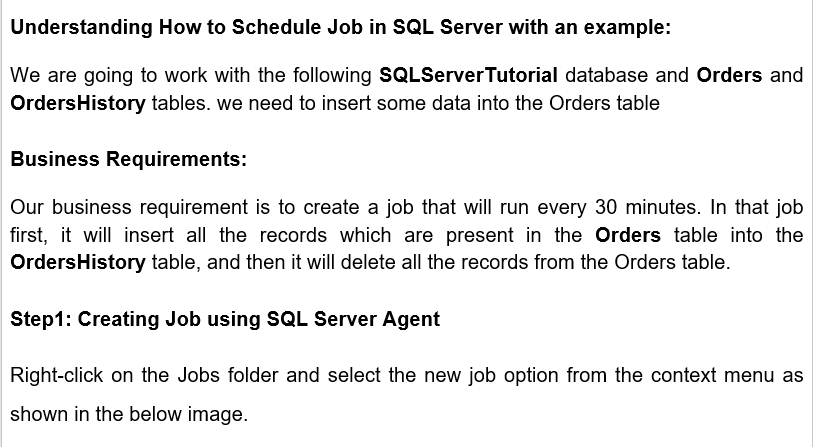 Understanding How to Schedule Job in SQL Server with an example:
We are going to work with the following SQLServerTutorial database and Orders and
OrdersHistory tables. we need to insert some data into the Orders table
Business Requirements:
Our business requirement is to create a job that will run every 30 minutes. In that job
first, it will insert all the records which are present in the Orders table into the
OrdersHistory table, and then it will delete all the records from the Orders table.
Step1: Creating Job using SQL Server Agent
Right-click on the Jobs folder and select the new job option from the context menu as
shown in the below image.